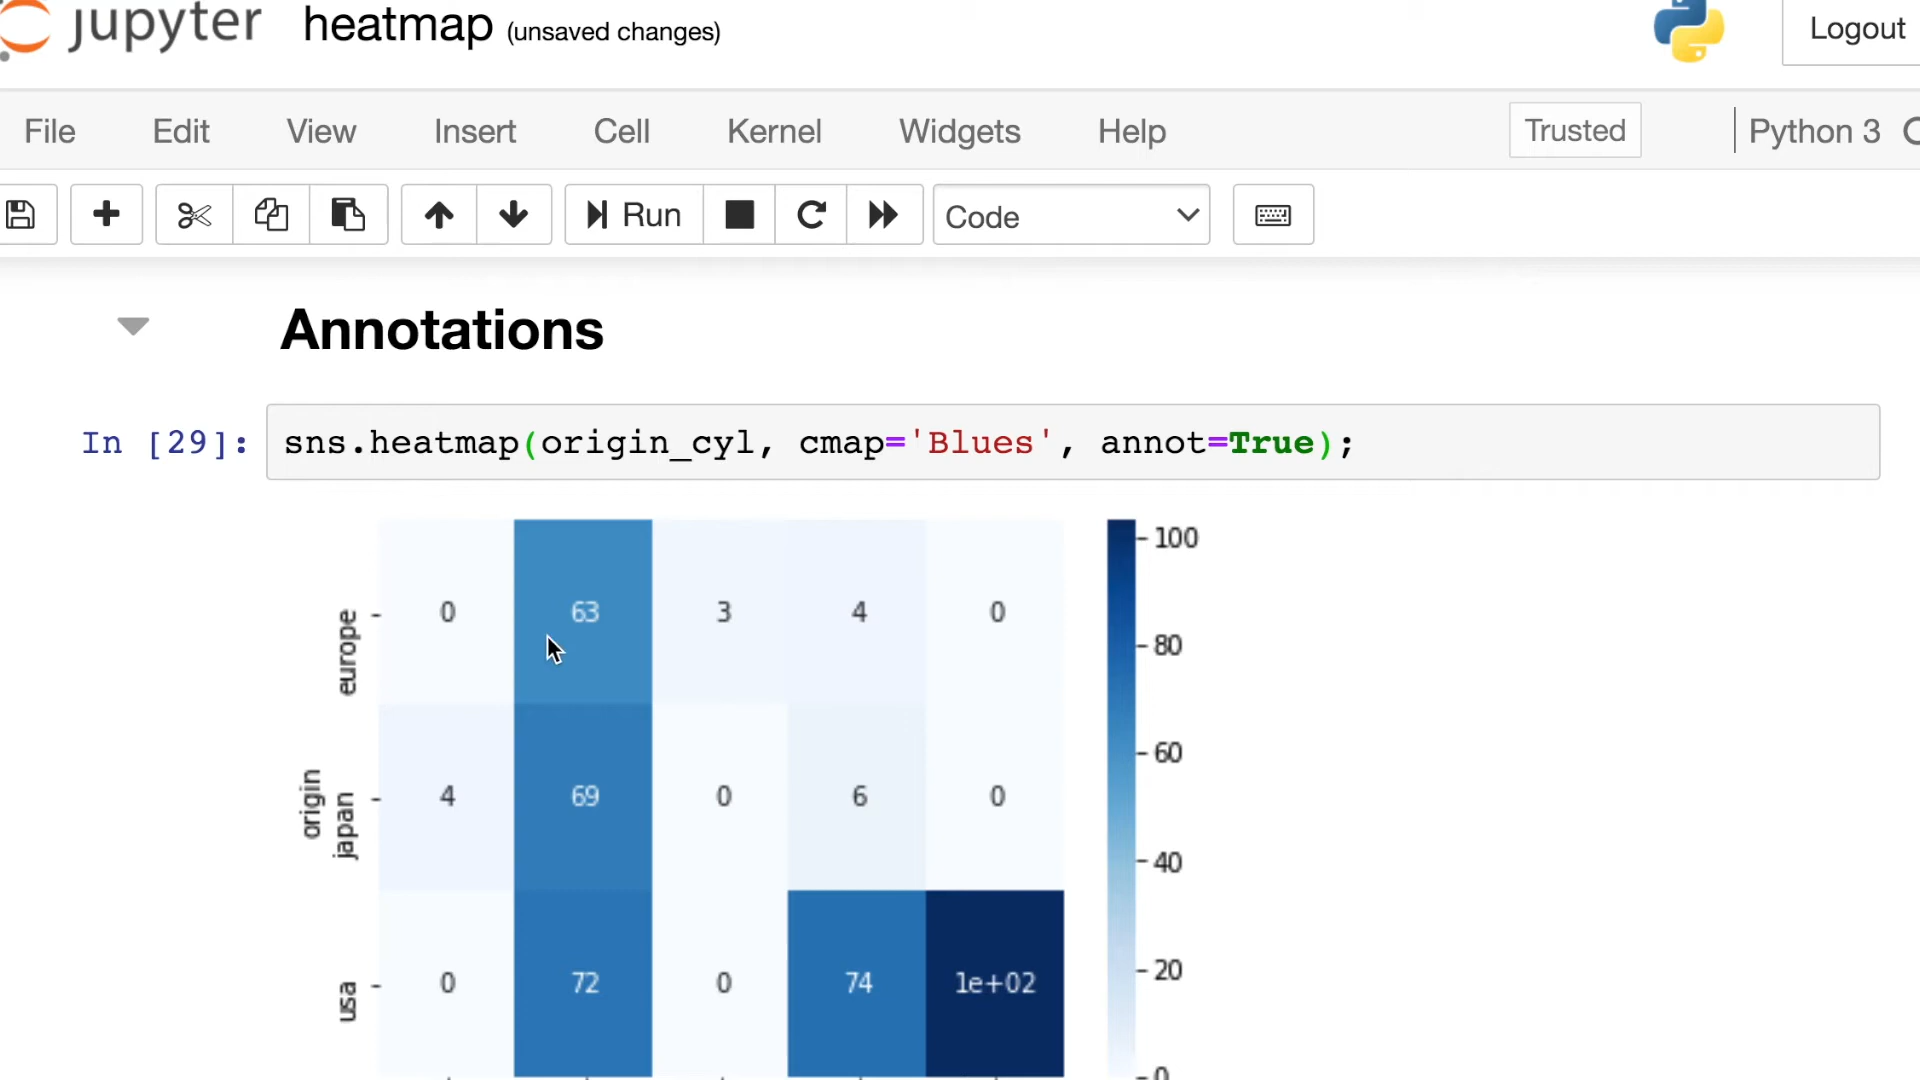 jupyter heatmap (unsaved changes) Logout
File Edit View Insert Cell Kernel Widgets Help Trusted Python 3
Run Code
Annotations
In [29]: sns.heatmap(origin_cyl, cmap='Blues', annot=True);
100
80
60
40
20
0
origin
europe 0 63 3 4 0
japan 4 69 0 6 0
usa 0 72 0 74 1e+02